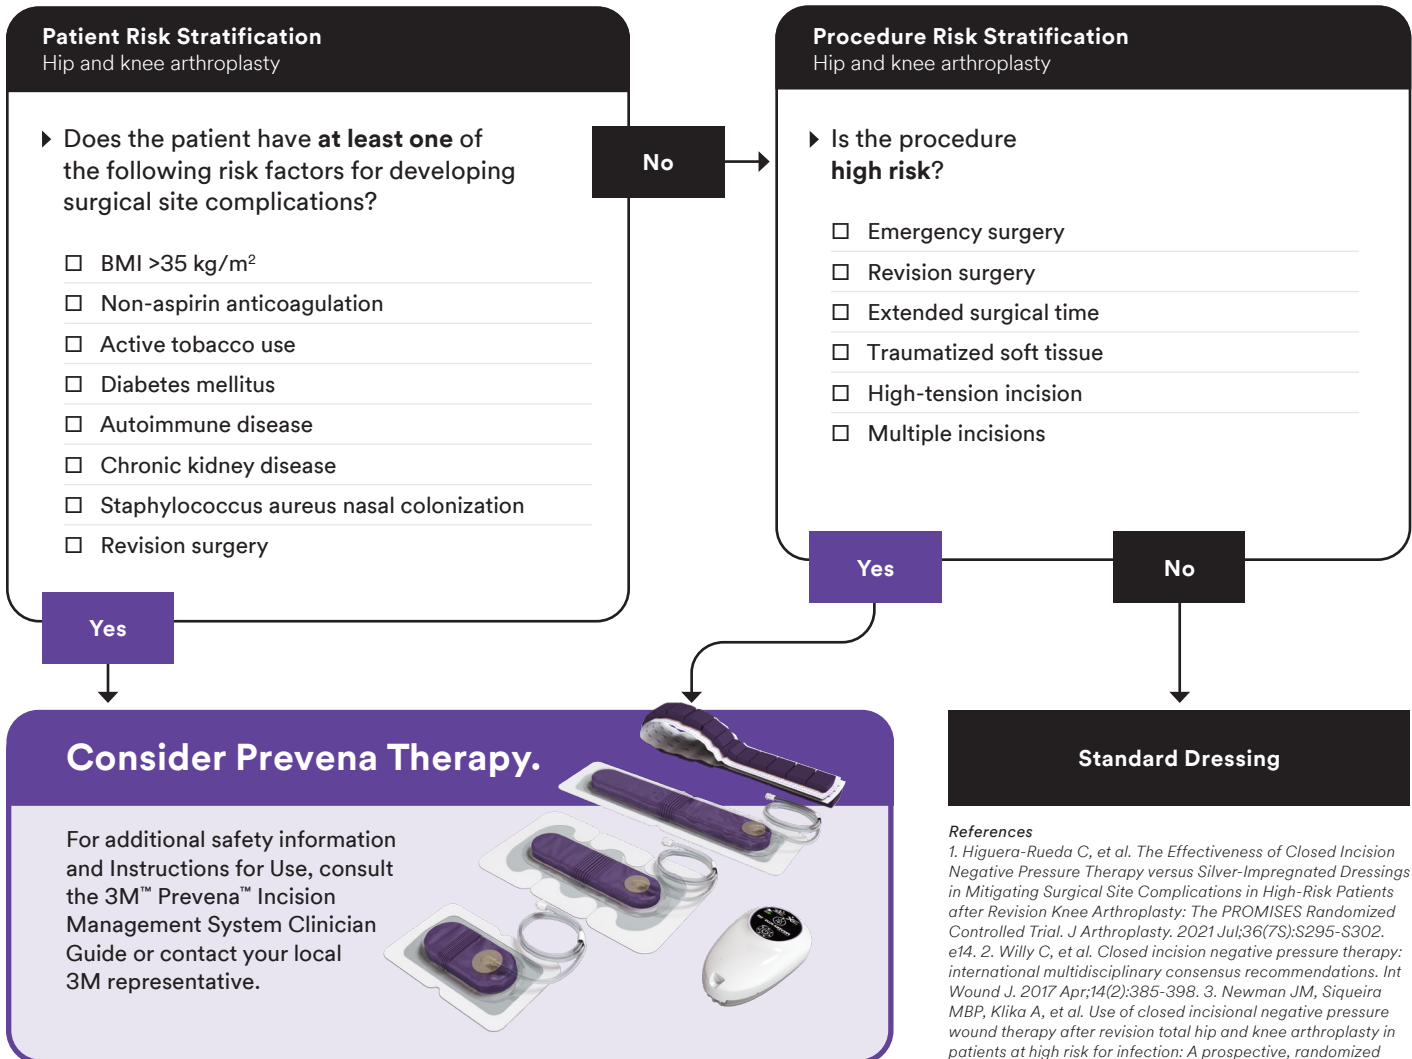 Patient Risk Stratification
Hip and knee arthroplasty
Does the patient have at least one of
the following risk factors for developing
surgical site complications?
BMI >35 kg/m²
Non-aspirin anticoagulation
Active tobacco use
Diabetes mellitus
Autoimmune disease
Chronic kidney disease
Staphylococcus aureus nasal colonization
Revision surgery
Yes
No
Procedure Risk Stratification
Hip and knee arthroplasty
Is the procedure
high risk?
Emergency surgery
Revision surgery
Extended surgical time
Traumatized soft tissue
High-tension incision
Multiple incisions
Yes
No
Consider Prevena Therapy.
For additional safety information
and Instructions for Use, consult
the 3M™ Prevena™ Incision
Management System Clinician
Guide or contact your local
3M representative.
Standard Dressing
References
1. Higuera-Rueda C, et al. The Effectiveness of Closed Incision
Negative Pressure Therapy versus Silver-Impregnated Dressings
in Mitigating Surgical Site Complications in High-Risk Patients
after Revision Knee Arthroplasty: The PROMISES Randomized
Controlled Trial. J Arthroplasty. 2021 Jul;36(7S):S295-S302.
e14. 2. Willy C, et al. Closed incision negative pressure therapy:
international multidisciplinary consensus recommendations. Int
Wound J. 2017 Apr;14(2):385-398. 3. Newman JM, Siqueira
MBP, Klika A, et al. Use of closed incisional negative pressure
wound therapy after revision total hip and knee arthroplasty in
patients at high risk for infection: A prospective, randomized